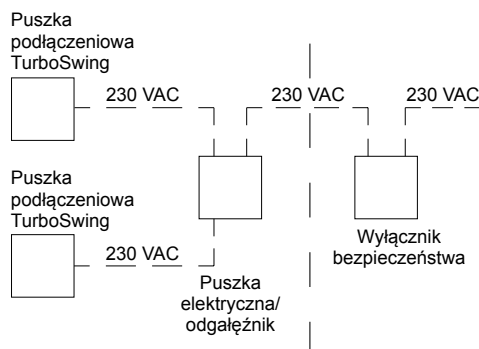 Puszka
podłączeniowa
TurboSwing
230 VAC
230 VAC
230 VAC
Puszka
podłączeniowa
TurboSwing
230 VAC
Puszka
elektryczna/
odgałęźnik
Wyłącznik
bezpieczeństwa